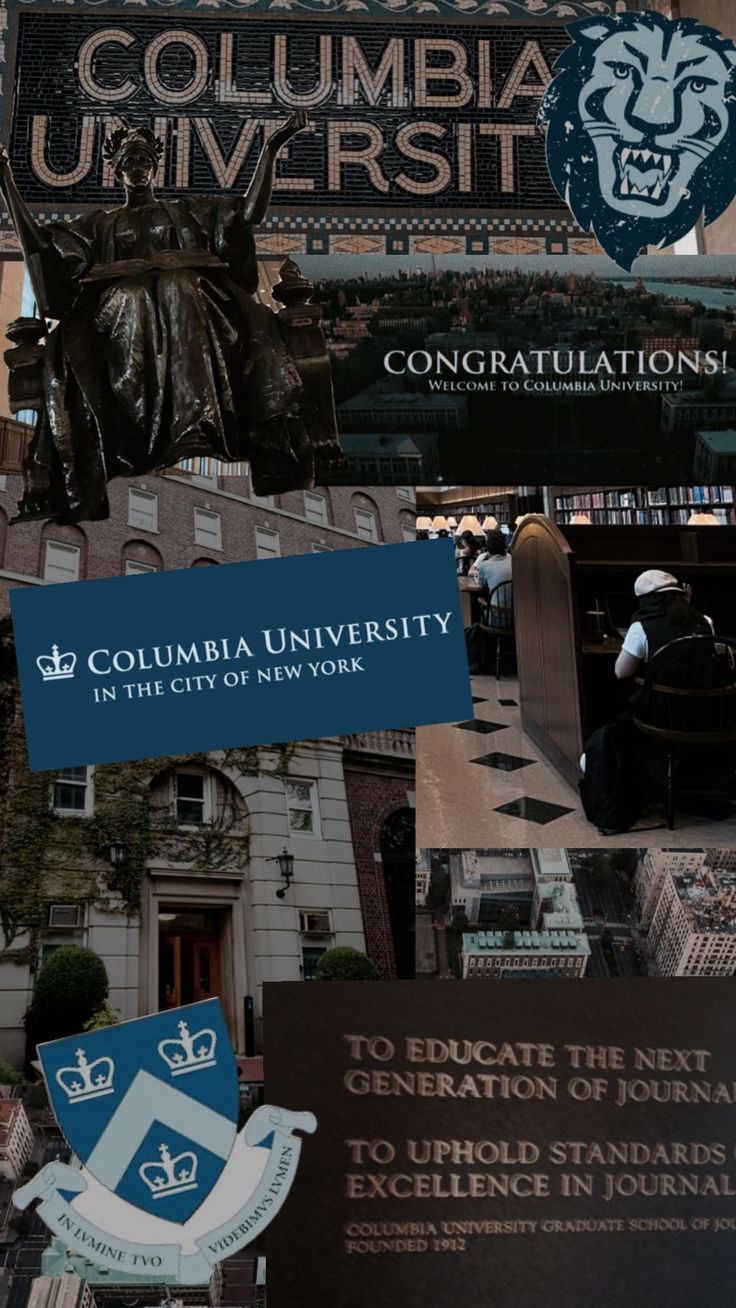 COLUMBIA
UNIVERSITY
CONGRATULATIONS!
WELCOME TO COLUMBIA UNIVERSITY!
COLUMBIA UNIVERSITY
IN THE CITY OF NEW YORK
TO EDUCATE THE NEXT
GENERATION OF JOURNA
TO UPHOLD STANDARDS
EXCELLENCE IN JOURNAL
COLUMBIA UNIVERSITY GRADUATE SCHOOL OF JOU
FOUNDED 1912
IN LVMINE TVO
VIDEBIMVS LVMEN